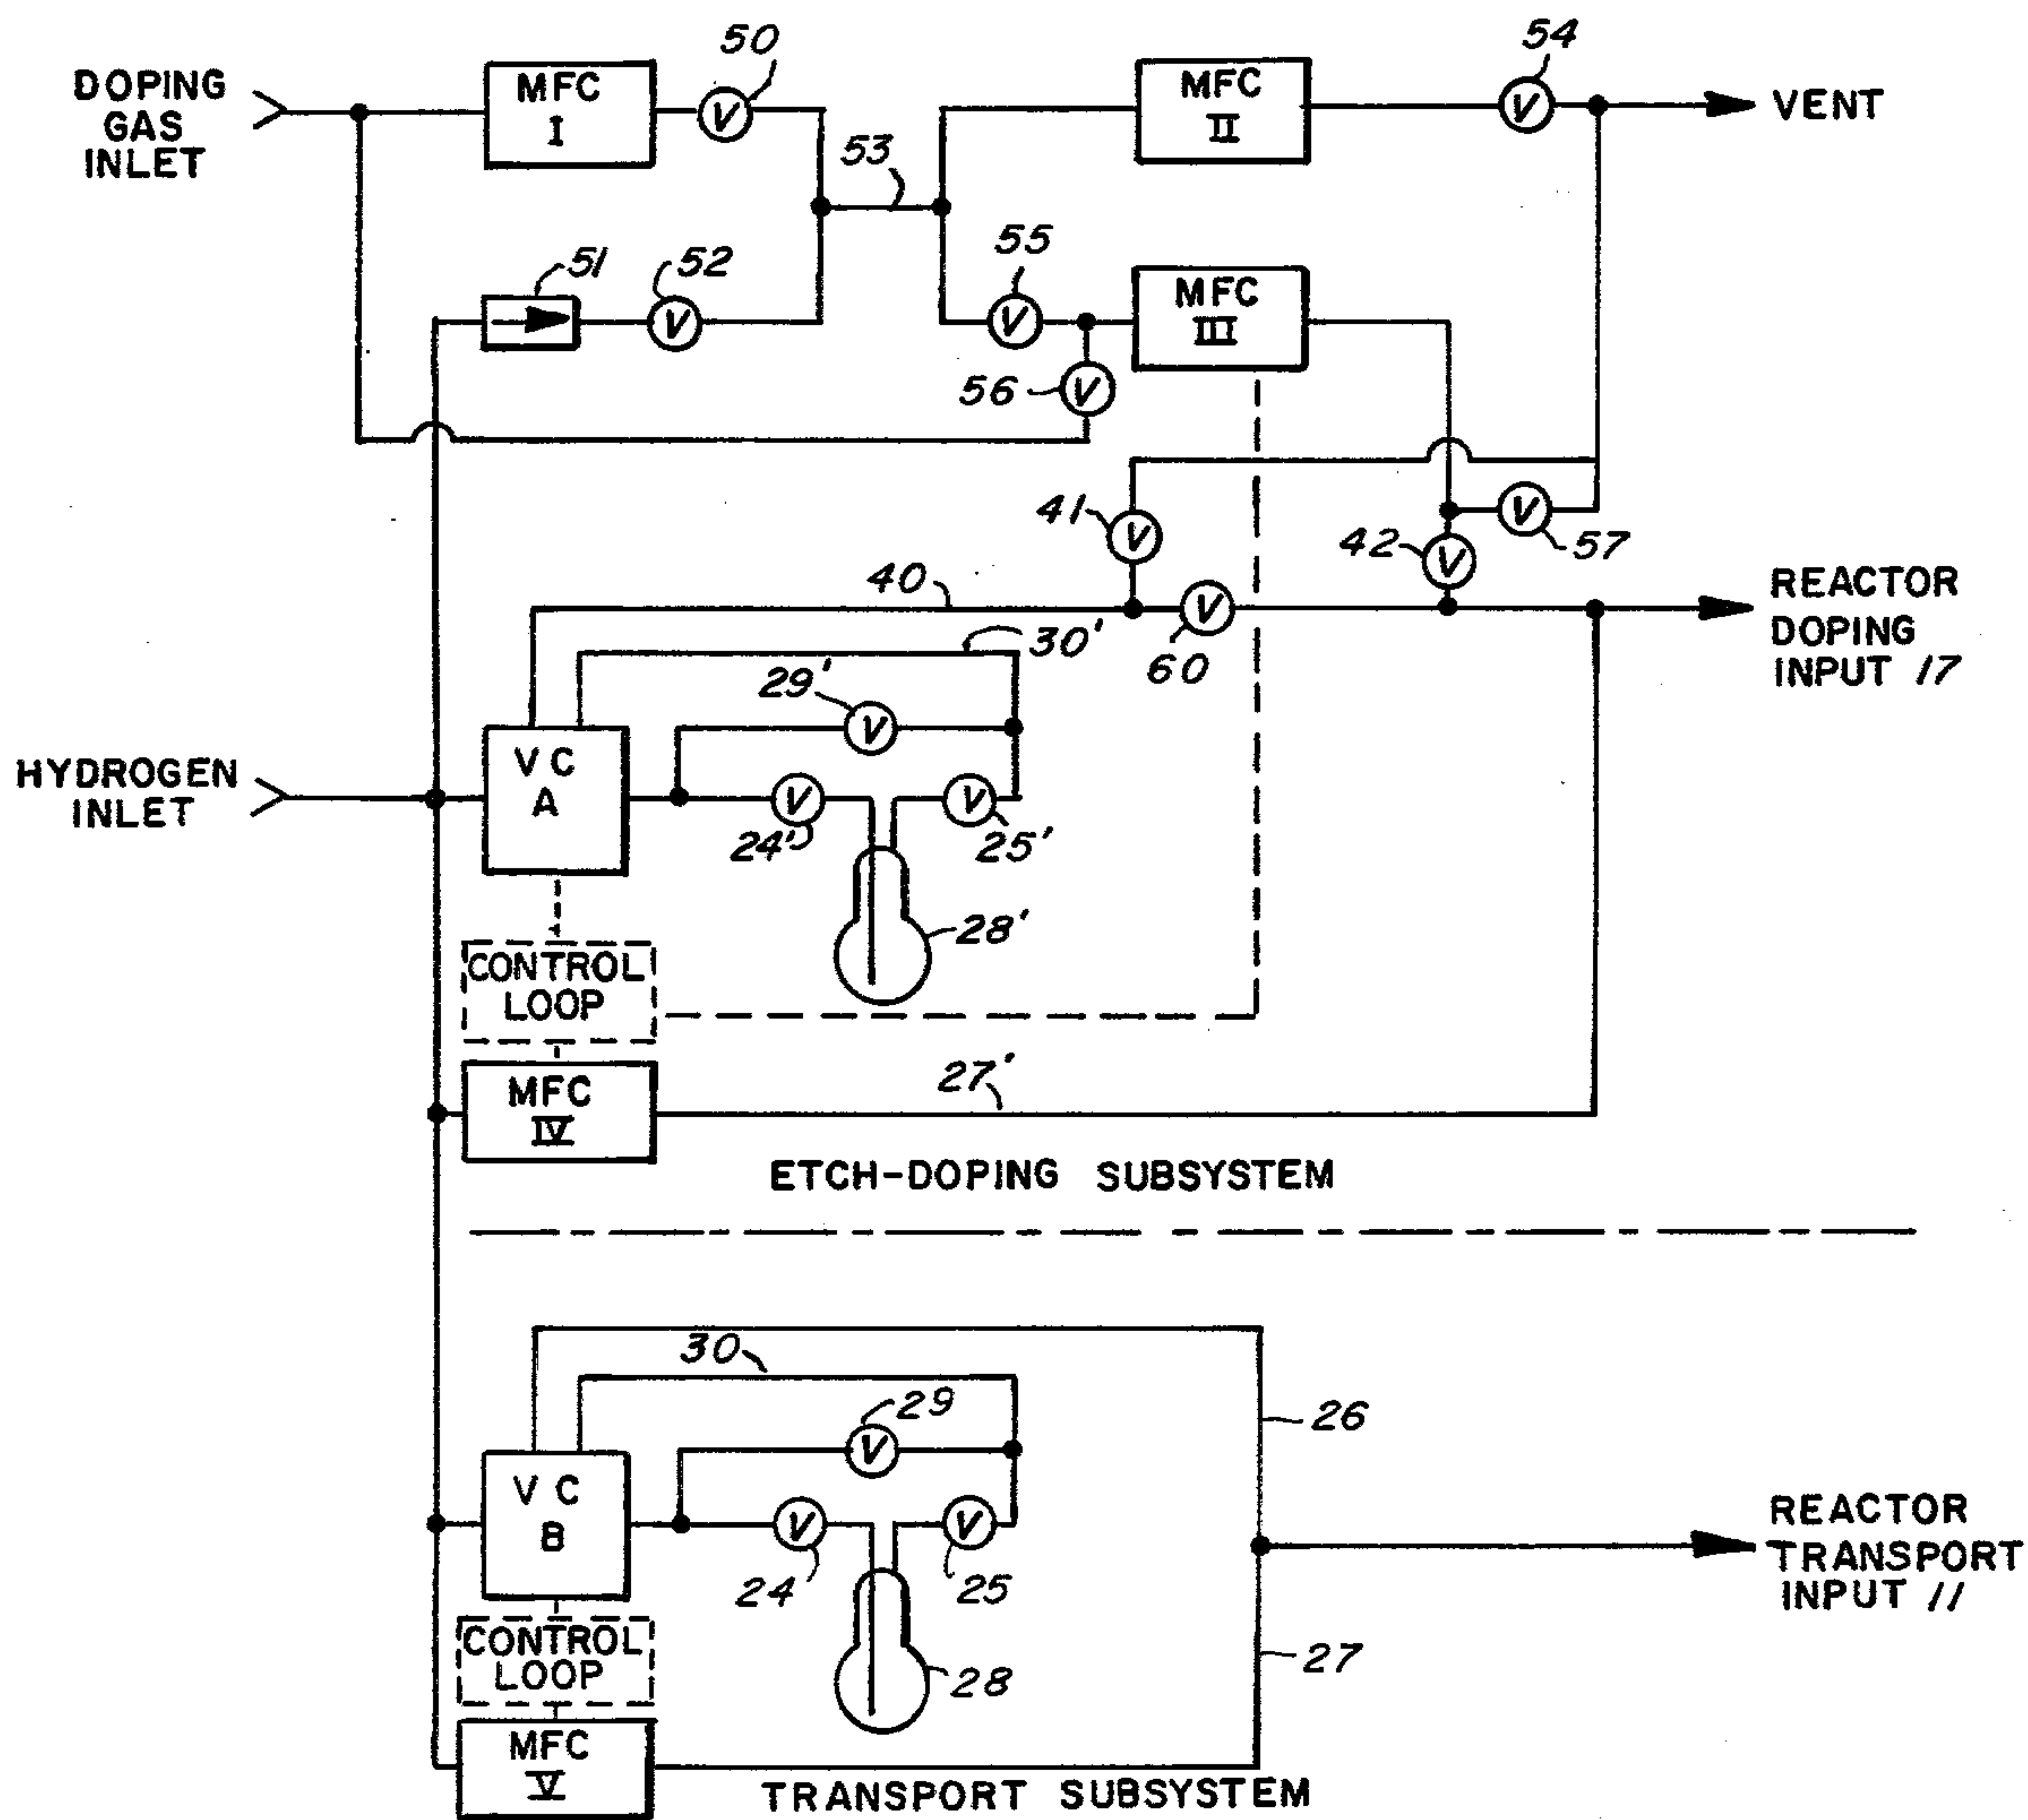 50
54
DOPING
GAS
INLET
MFC
I
V
MFC
II
V
VENT
53
51
52
V
55
V
MFC
III
56
V
41
V
42
V
V
57
40
60
V
REACTOR
DOPING
INPUT 17
30'
29'
V
HYDROGEN
INLET
VC
A
V
24'
V
25'
28'
CONTROL
LOOP
MFC
IV
27'
ETCH-DOPING SUBSYSTEM
30
29
V
26
VC
B
V
24
V
25
REACTOR
TRANSPORT
INPUT 11
CONTROL
LOOP
28
27
MFC
V
TRANSPORT SUBSYSTEM